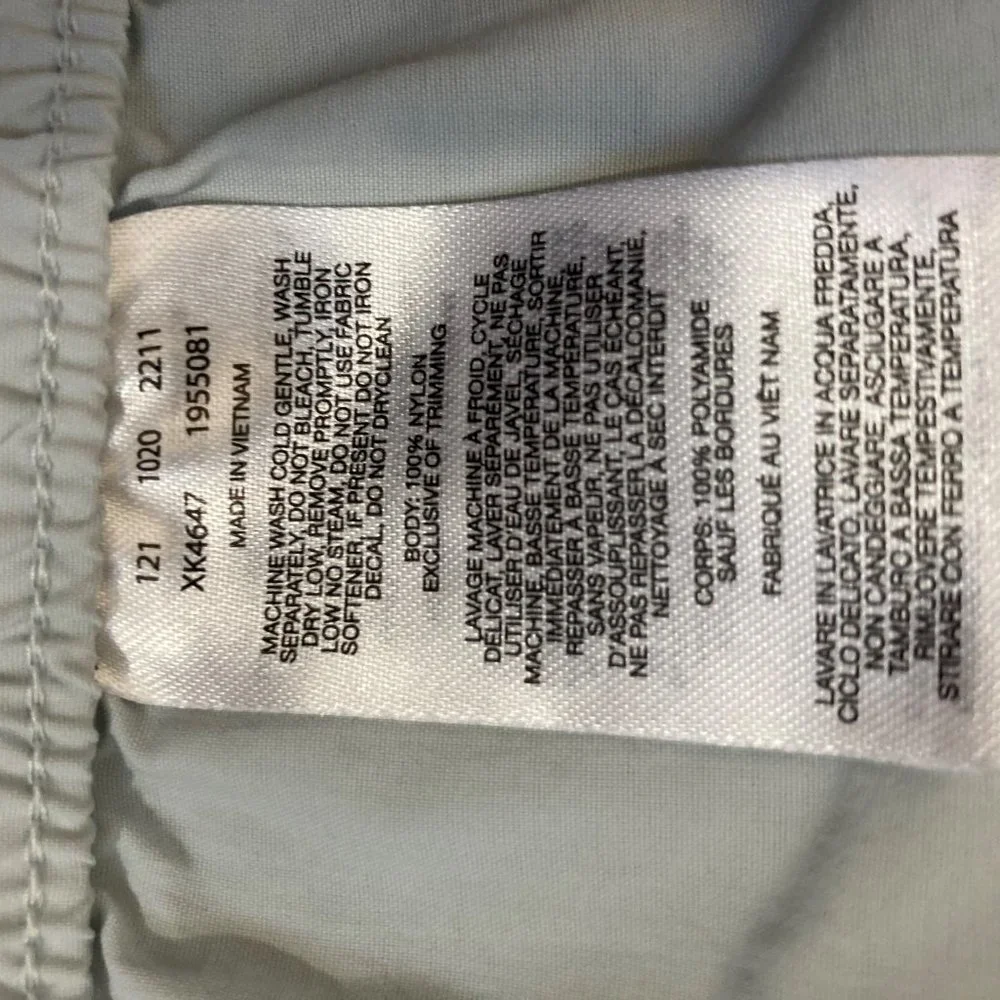 121 1020 2211
XK4647 1955081
MADE IN VIETNAM
MACHINE WASH COLD GENTLE, WASH
SEPARATELY DO NOT BLEACH, TUMBLE
DRY LOW, REMOVE PROMPTLY, IRON
LOW NO STEAM, DO NOT USE FABRIC
SOFTENER, IF PRESENT DO NOT IRON
DECAL, DO NOT DRYCLEAN
BODY: 100% NYLON
EXCLUSIVE OF TRIMMING
LAVAGE MACHINE À FROID, CYCLE
DÉLICAT, LAVER SÉPARÉMENT, NE PAS
UTILISER D'EAU DE JAVEL, SÉCHAGE
MACHINE, BASSE TEMPÉRATURE, SORTIR
IMMÉDIATEMENT DE LA MACHINE,
REPASSER À BASSE TEMPÉRATURE,
SANS VAPEUR, NE PAS UTILISER
D'ASSOUPLISSANT, LE CAS ÉCHÉANT,
NE PAS REPASSER LA DÉCALCOMANIE,
NETTOYAGE À SEC INTERDIT
CORPS: 100% POLYAMIDE
SAUF LES BORDURES
FABRIQUÉ AU VIÊT NAM
LAVARE IN LAVATRICE IN ACQUA FREDDA,
CICLO DELICATO, LAVARE SEPARATAMENTE,
NON CANDEGGIARE, ASCIUGARE A
TAMBURO A BASSA TEMPERATURA,
RIMUOVERE TEMPESTIVAMENTE,
STIRARE CON FERRO A TEMPERATURA